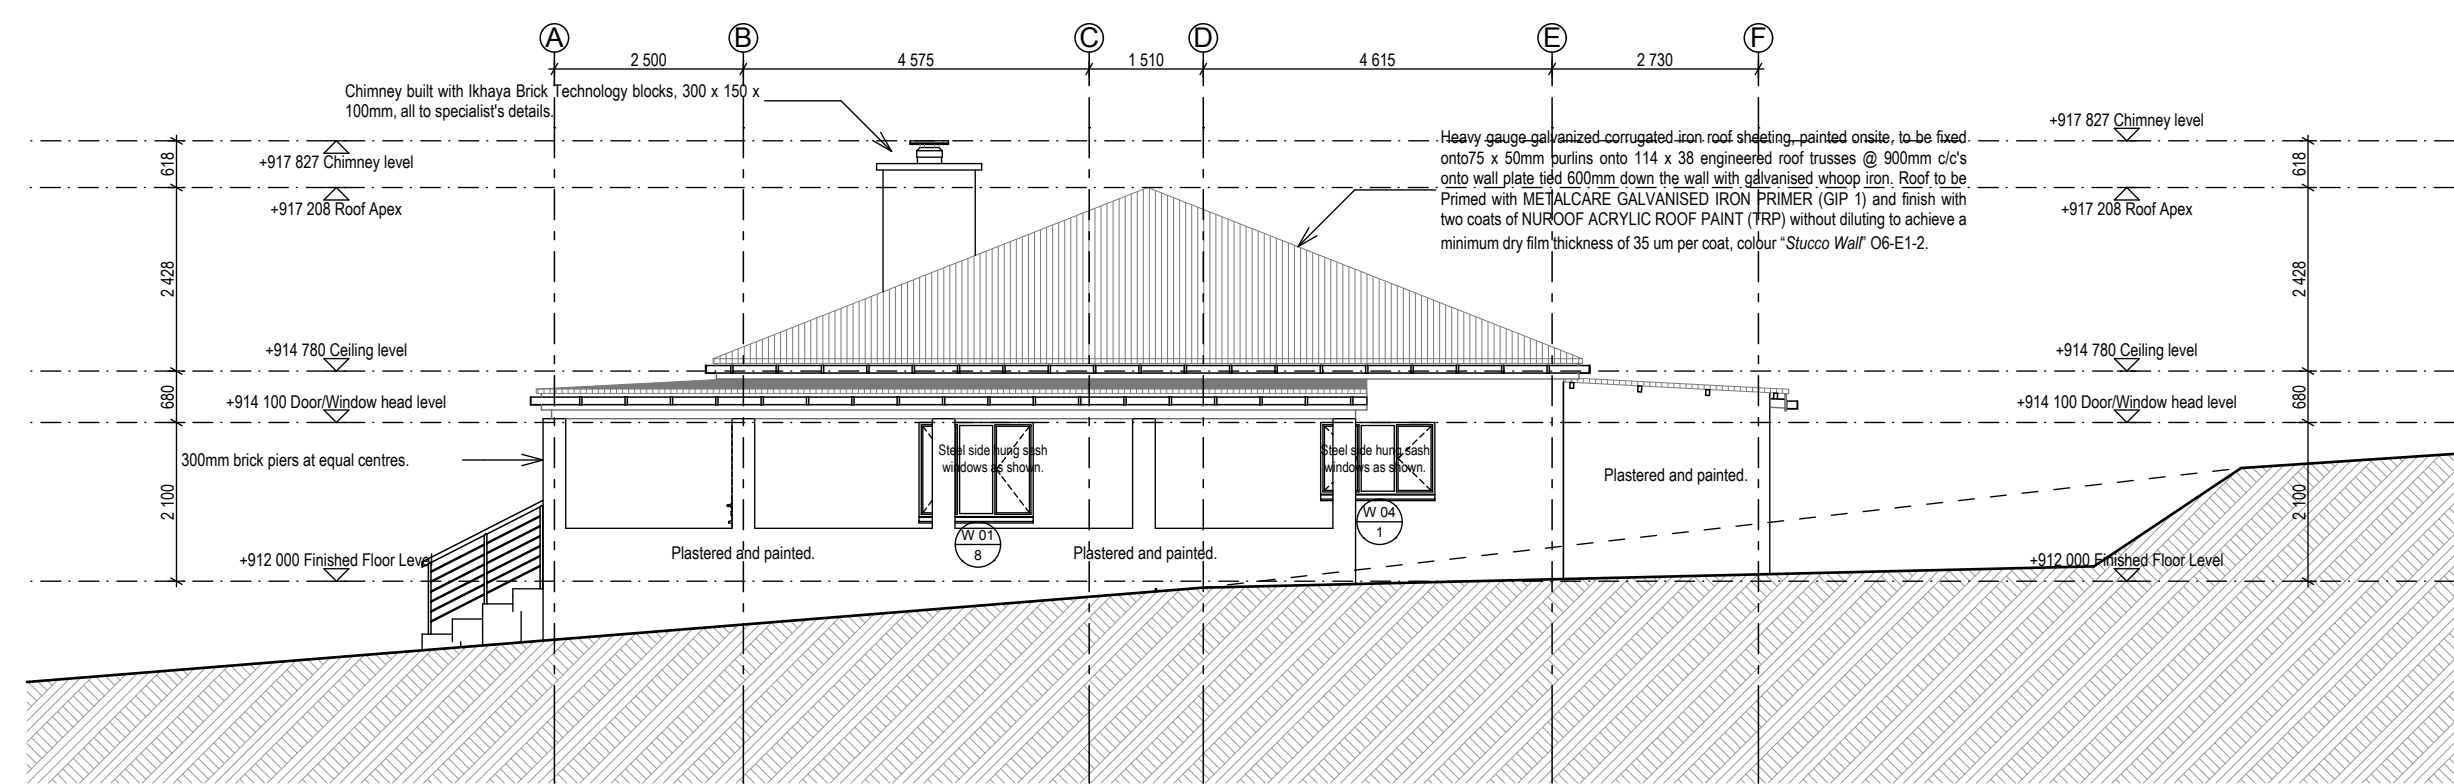 A B C D E F
2 500 4 575 1 510 4 615 2 730
Chimney built with Ikhaya Brick Technology blocks, 300 x 150 x
100mm, all to specialist's details.
Heavy gauge galvanized corrugated iron roof sheeting, painted onsite, to be fixed
onto75 x 50mm purlins onto 114 x 38 engineered roof trusses @ 900mm c/c's
onto wall plate tied 600mm down the wall with galvanised whoop iron. Roof to be
Primed with METALCARE GALVANISED IRON PRIMER (GIP 1) and finish with
two coats of NUROOF ACRYLIC ROOF PAINT (TRP) without diluting to achieve a
minimum dry film thickness of 35 um per coat, colour “Stucco Wall” O6-E1-2.
+917 827 Chimney level
+917 827 Chimney level
618
618
+917 208 Roof Apex
+917 208 Roof Apex
2 428
2 428
+914 780 Ceiling level
+914 780 Ceiling level
680
680
+914 100 Door/Window head level
+914 100 Door/Window head level
300mm brick piers at equal centres.
Steel side hung sash
windows as shown.
Steel side hung sash
windows as shown.
Plastered and painted.
2 100
2 100
W 01
8
W 04
1
Plastered and painted.
Plastered and painted.
+912 000 Finished Floor Level
+912 000 Finished Floor Level